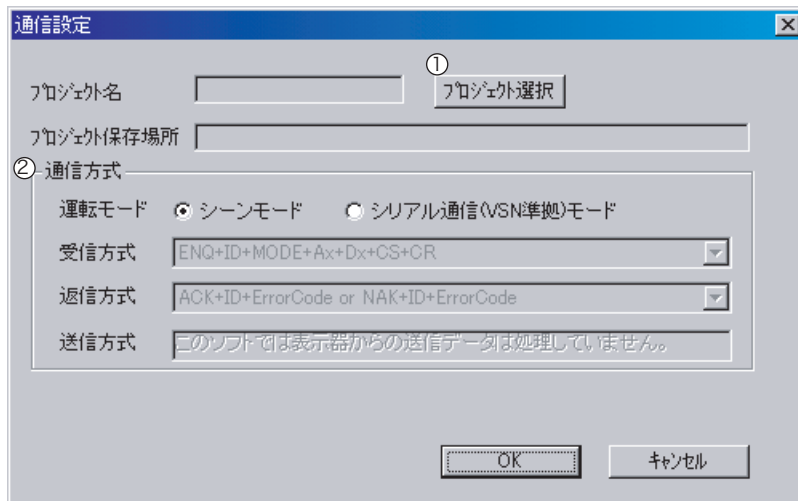 通信設定
①
ﾌﾟﾛｼﾞｪｸﾄ名
ﾌﾟﾛｼﾞｪｸﾄ選択
ﾌﾟﾛｼﾞｪｸﾄ保存場所
②通信方式
運転モード シーンモード シリアル通信(VSN準拠)モード
受信方式 ENQ+ID+MODE+Ax+Dx+CS+CR
返信方式 ACK+ID+ErrorCode or NAK+ID+ErrorCode
送信方式 このソフトでは表示器からの送信データは処理していません。
OK ｷｬﾝｾﾙ